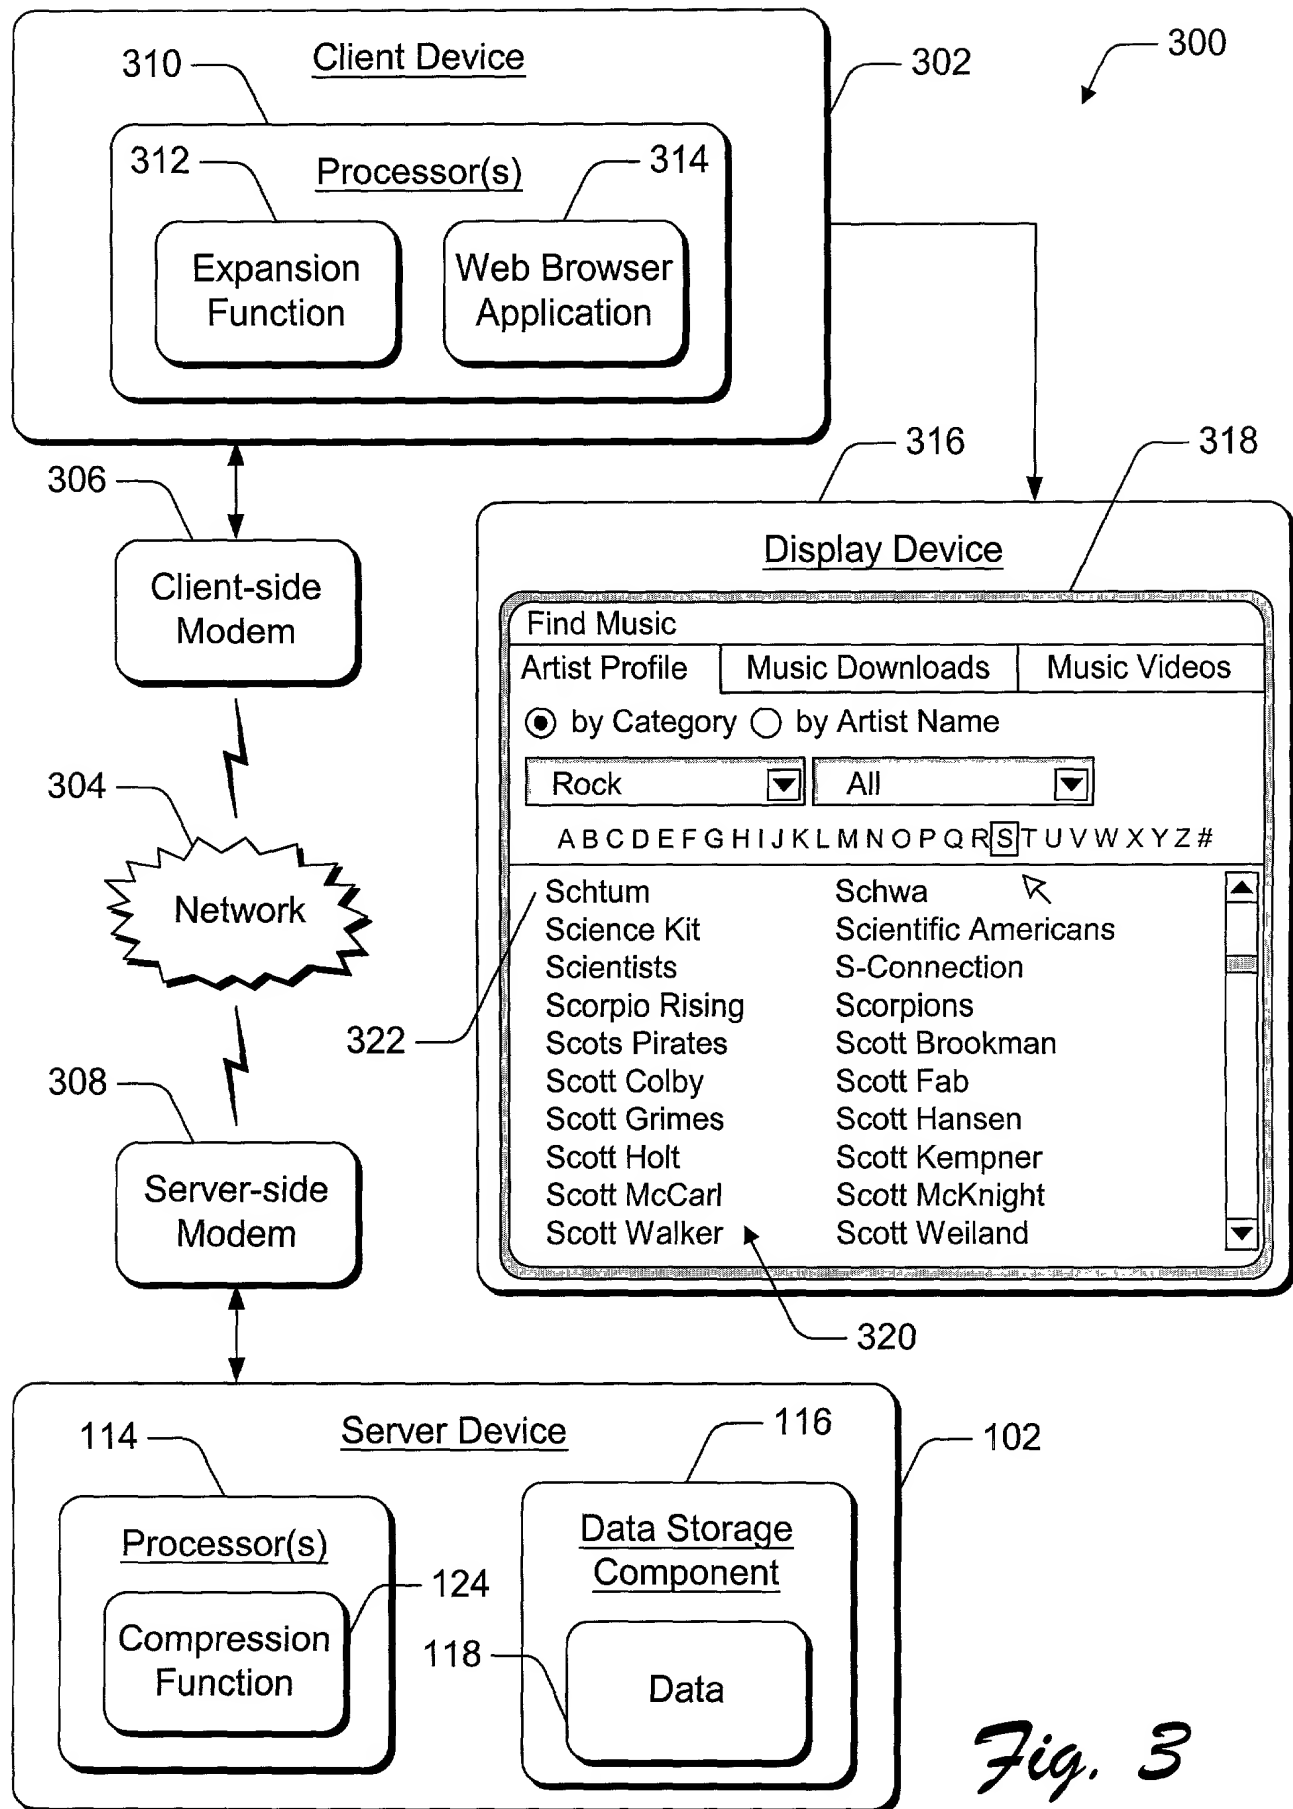 300
302
Client Device
310
Processor(s)
312
314
Expansion
Function
Web Browser
Application
306
Client-side
Modem
316
318
Display Device
Find Music
Artist Profile Music Downloads Music Videos
by Category by Artist Name
Rock All
A B C D E F G H I J K L M N O P Q R S T U V W X Y Z #
Schtum Schwa
Science Kit Scientific Americans
Scientists S-Connection
Scorpio Rising Scorpions
Scots Pirates Scott Brookman
Scott Colby Scott Fab
Scott Grimes Scott Hansen
Scott Holt Scott Kempner
Scott McCarl Scott McKnight
Scott Walker Scott Weiland
322
320
304
Network
308
Server-side
Modem
Server Device
102
114
Processor(s)
124
Compression
Function
116
Data Storage
Component
118
Data
Fig. 3